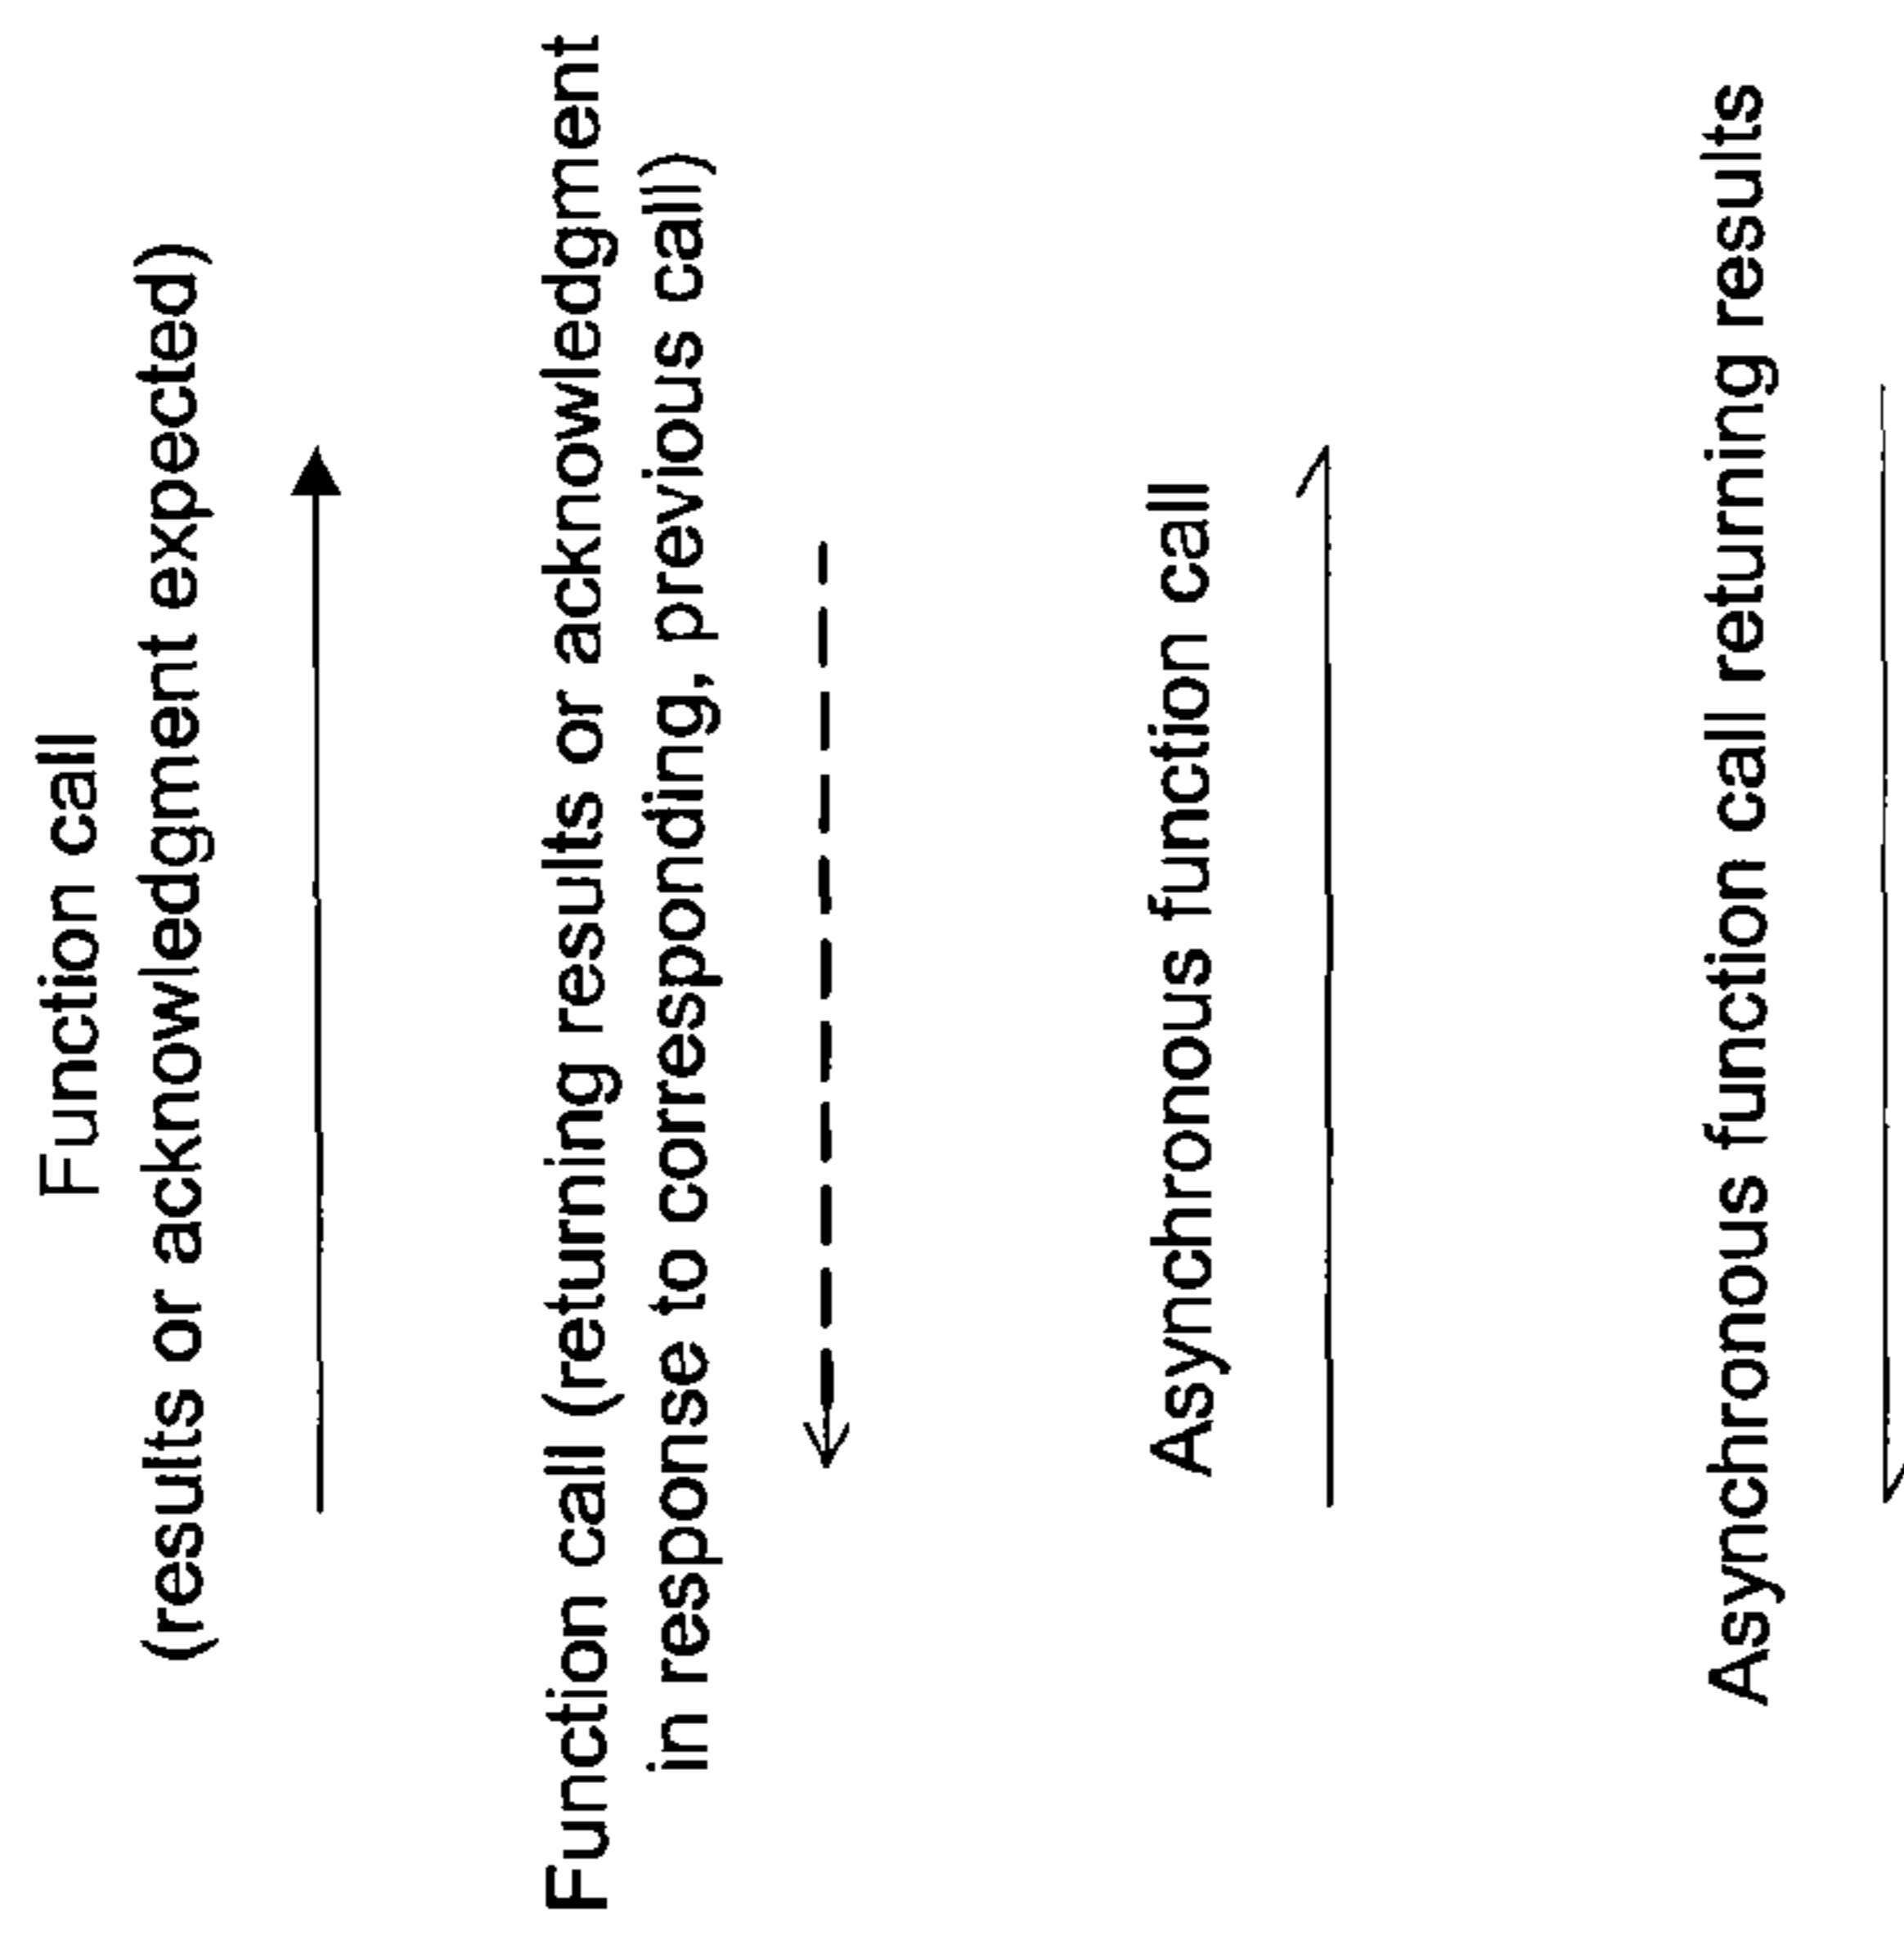 Function call
(results or acknowledgment expected)
Function call (returning results or acknowledgment
in response to corresponding, previous call)
Asynchronous function call
Asynchronous function call returning results